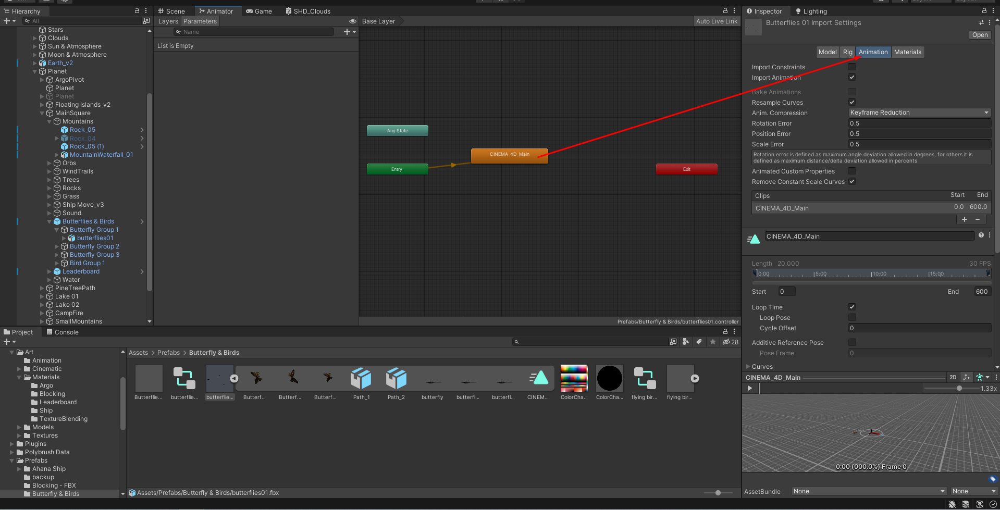 Hierarchy
All
Stars
Clouds
Sun & Atmosphere
Moon & Atmosphere
Earth_v2
Planet
ArgoPivot
Planet
Planet
Floating Islands_v2
MainSquare
Mountains
Rock_05
Rock_04
Rock_05 (1)
MountainWaterfall_01
Orbs
WindTrails
Trees
Rocks
Grass
Ship Move_v3
Sound
Butterflies & Birds
Butterfly Group 1
butterflies01
Butterfly Group 2
Butterfly Group 3
Bird Group 1
Leaderboard
Water
PineTreePath
Lake 01
Lake 02
CampFire
SmallMountains
Scene Animator Game SHD_Clouds
Layers Parameters
Name
List is Empty
Base Layer
Auto Live Link
Any State
CINEMA_4D_Main
Entry
Exit
Prefabs/Butterfly & Birds/butterflies01.controller
Inspector Lighting
Butterflies 01 Import Settings
Open
Model Rig Animation Materials
Import Constraints
Import Animation
Bake Animations
Resample Curves
Anim. Compression Keyframe Reduction
Rotation Error 0.5
Position Error 0.5
Scale Error 0.5
Rotation error is defined as maximum angle deviation allowed in degrees, for others it is
defined as maximum distance/delta deviation allowed in percents
Animated Custom Properties
Remove Constant Scale Curves
Clips Start End
CINEMA_4D_Main 0.0 600.0
CINEMA_4D_Main
Length 20.000 30 FPS
0:00 5:00 10:00 15:00
Start 0 End 600
Loop Time
Loop Pose
Cycle Offset 0
Additive Reference Pose
Pose Frame 0
Curves
CINEMA_4D_Main 2D
1.33x
0:00 (000.0%) Frame 0
AssetBundle None None
Project Console
28
Art
Animation
Cinematic
Materials
Argo
Blocking
Leaderboard
Ship
TextureBlending
Models
Textures
Plugins
Polybrush Data
Prefabs
Ahana Ship
backup
Blocking - FBX
Butterfly & Birds
Assets > Prefabs > Butterfly & Birds
Butterflie... butterflie... butterflie... Butterf... Butterf... Butterf... Path_1 Path_2 butterfly butterfl... butterfl... CINEM... ColorCha... ColorCha... flying bir... flying bir...
Assets/Prefabs/Butterfly & Birds/butterflies01.fbx